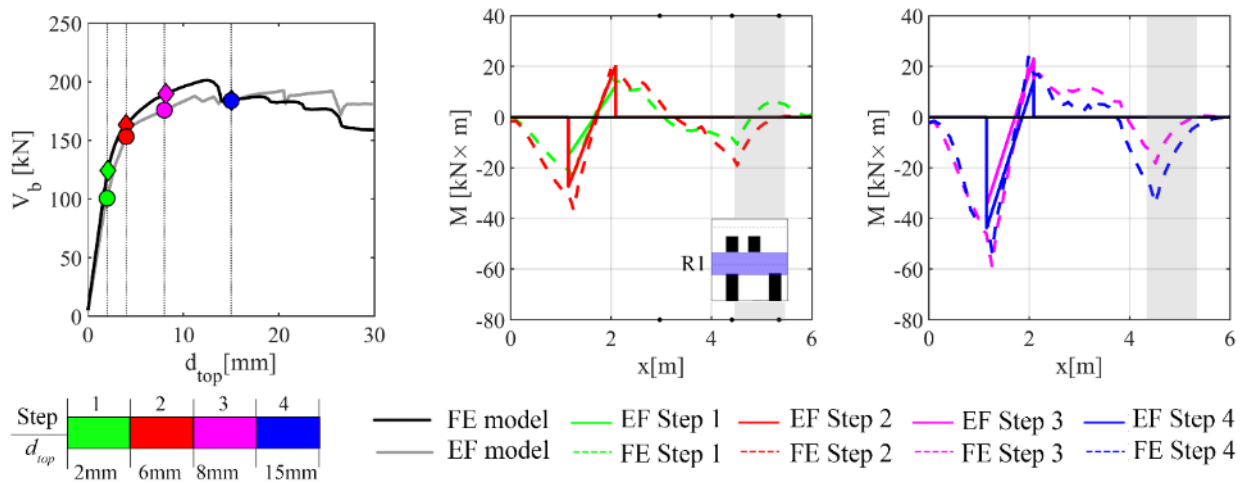 250
200
150
100
50
0
V_b [kN]
0 10 20 30
d_top[mm]
40
20
0
-20
-40
-60
-80
M [kN× m]
R1
0 2 4 6
x[m]
40
20
0
-20
-40
-60
-80
M [kN× m]
0 2 4 6
x[m]
1 2 3 4
Step
d_top
2mm 6mm 8mm 15mm
FE model EF Step 1 EF Step 2 EF Step 3 EF Step 4
EF model FE Step 1 FE Step 2 FE Step 3 FE Step 4